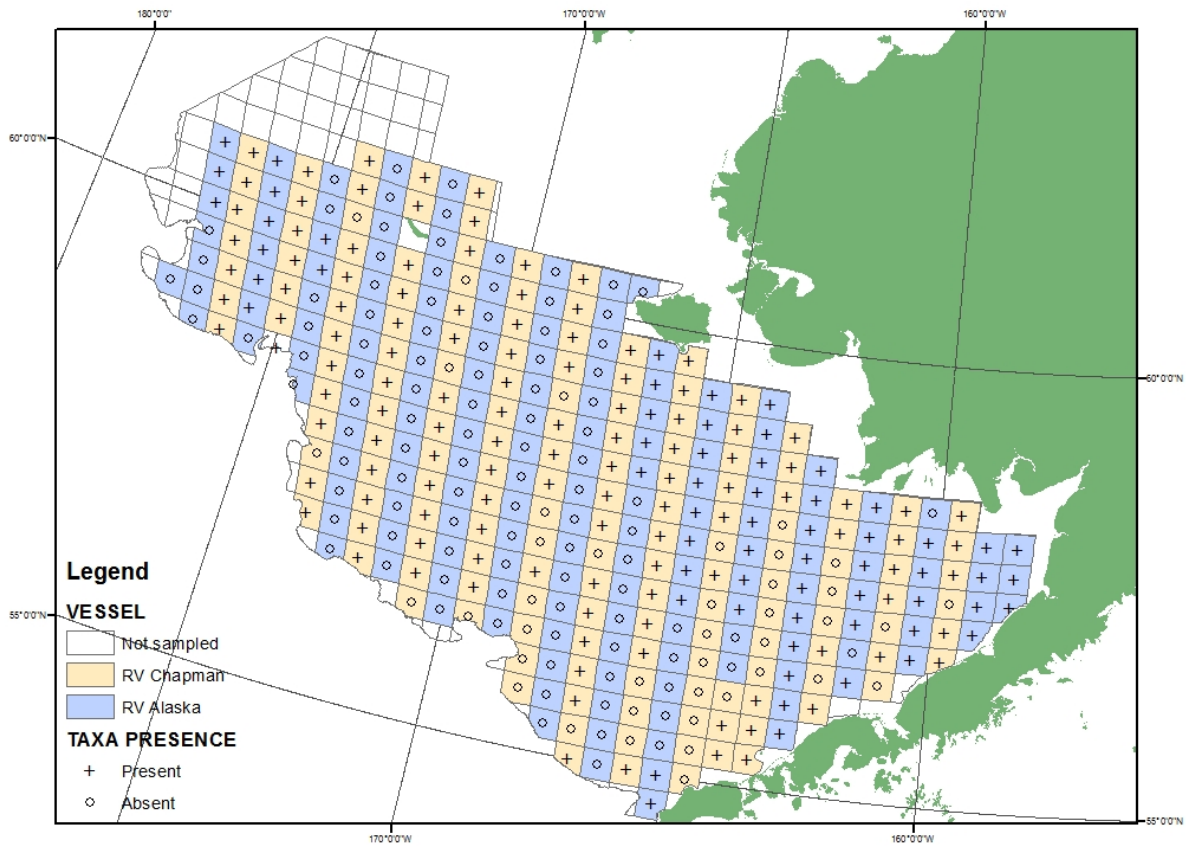 180°0'0"
170°0'0"W
160°0'0"W
60°0'0"N
60°0'0"N
Legend
VESSEL
Not sampled
RV Chapman
RV Alaska
TAXA PRESENCE
Present
Absent
55°0'0"N
55°0'0"N
170°0'0"W
160°0'0"W